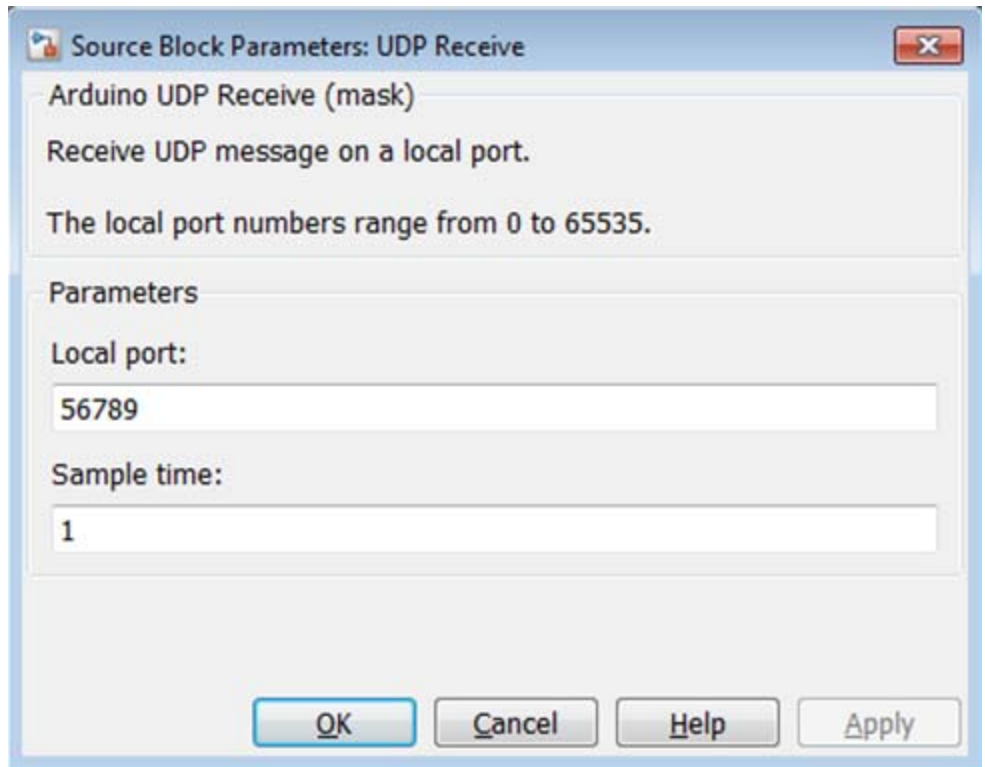 Source Block Parameters: UDP Receive
Arduino UDP Receive (mask)
Receive UDP message on a local port.
The local port numbers range from 0 to 65535.
Parameters
Local port:
56789
Sample time:
1
OK Cancel Help Apply